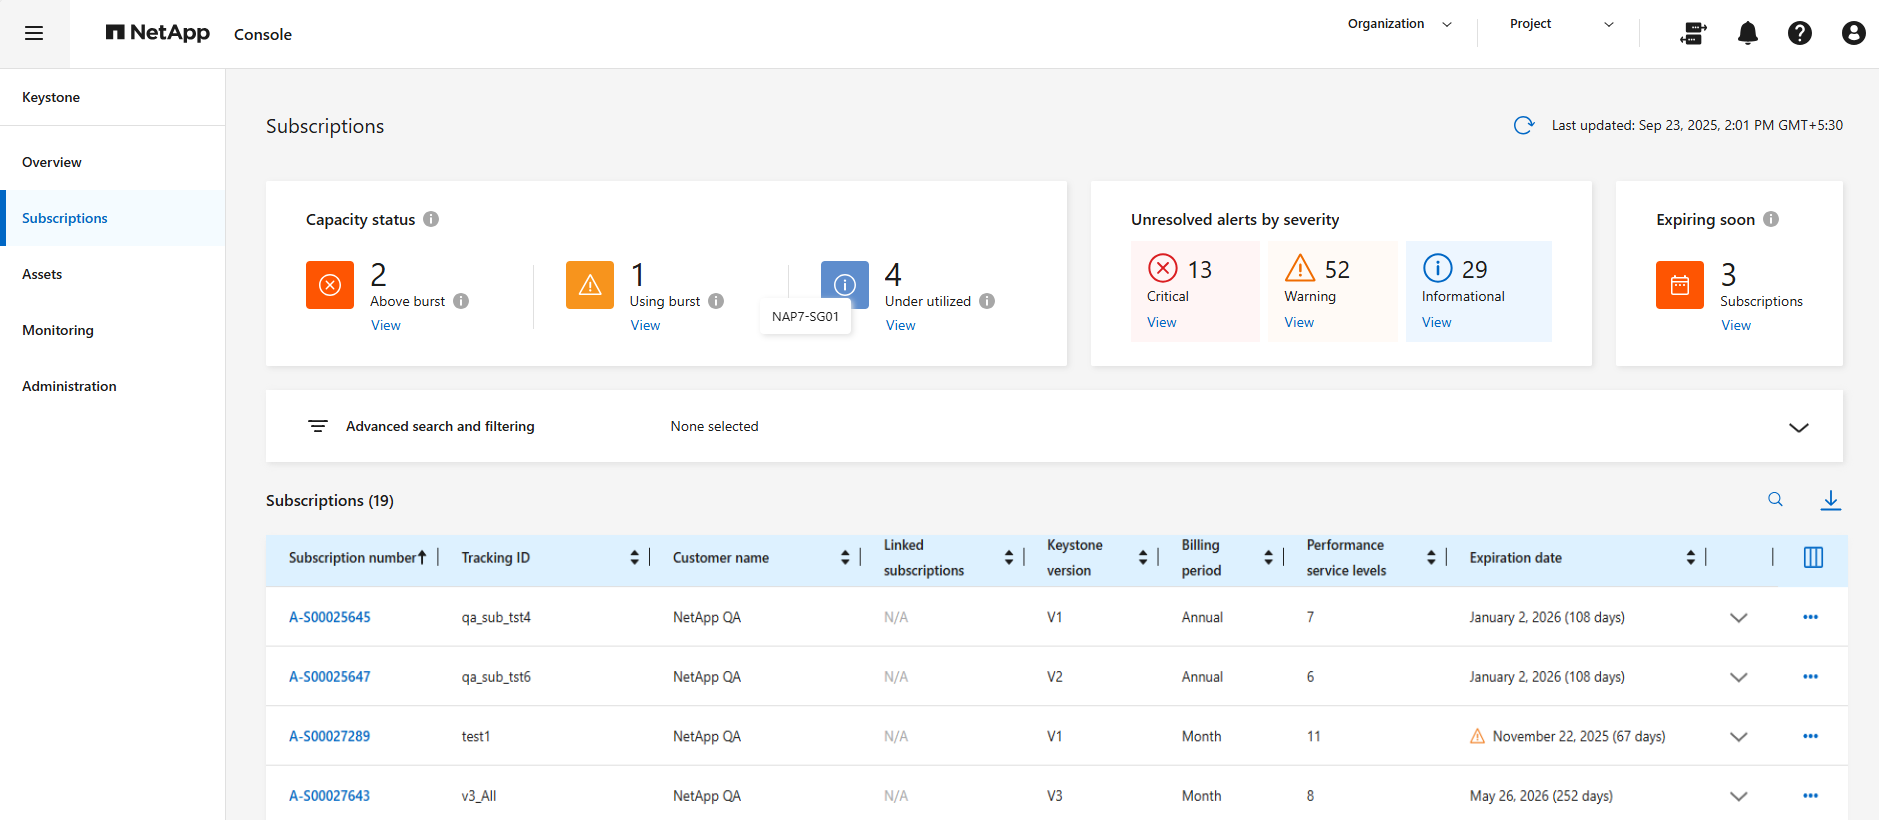 NetApp Console
Organization
Project
Keystone
Overview
Subscriptions
Assets
Monitoring
Administration
Subscriptions
Last updated: Sep 23, 2025, 2:01 PM GMT+5:30
Capacity status
2
Above burst
View
1
Using burst
View
NAP7-SG01
4
Under utilized
View
Unresolved alerts by severity
13
Critical
View
52
Warning
View
29
Informational
View
Expiring soon
3
Subscriptions
View
Advanced search and filtering None selected
Subscriptions (19)
Subscription number Tracking ID Customer name Linked subscriptions Keystone version Billing period Performance service levels Expiration date
A-S00025645 qa_sub_tst4 NetApp QA N/A V1 Annual 7 January 2, 2026 (108 days)
A-S00025647 qa_sub_tst6 NetApp QA N/A V2 Annual 6 January 2, 2026 (108 days)
A-S00027289 test1 NetApp QA N/A V1 Month 11 November 22, 2025 (67 days)
A-S00027643 v3_All NetApp QA N/A V3 Month 8 May 26, 2026 (252 days)